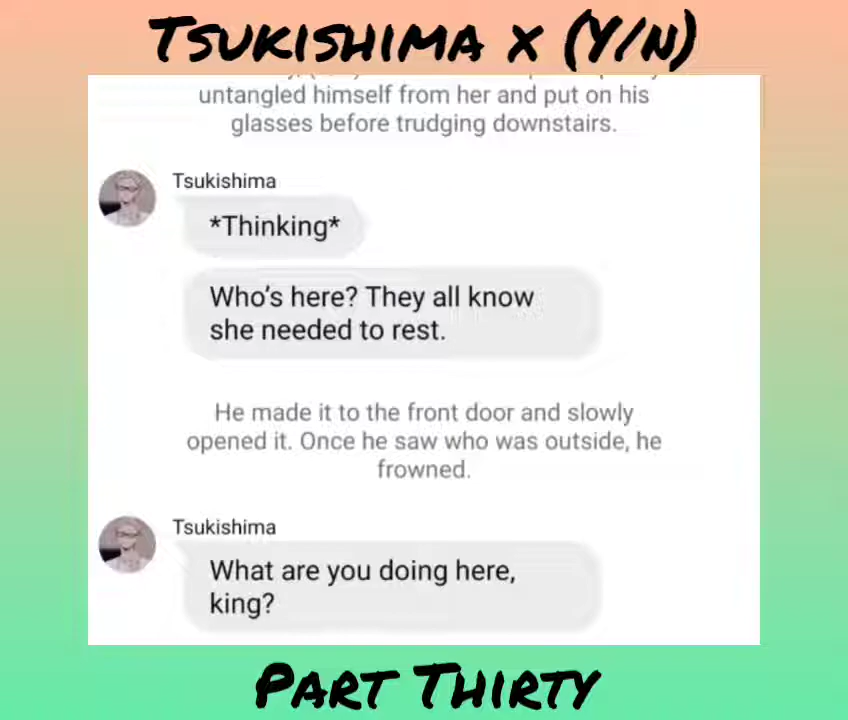 TSUKISHIMA X (Y/N)
untangled himself from her and put on his
glasses before trudging downstairs.
Tsukishima
*Thinking*
Who's here? They all know
she needed to rest.
He made it to the front door and slowly
opened it. Once he saw who was outside, he
frowned.
Tsukishima
What are you doing here,
king?
PART THIRTY